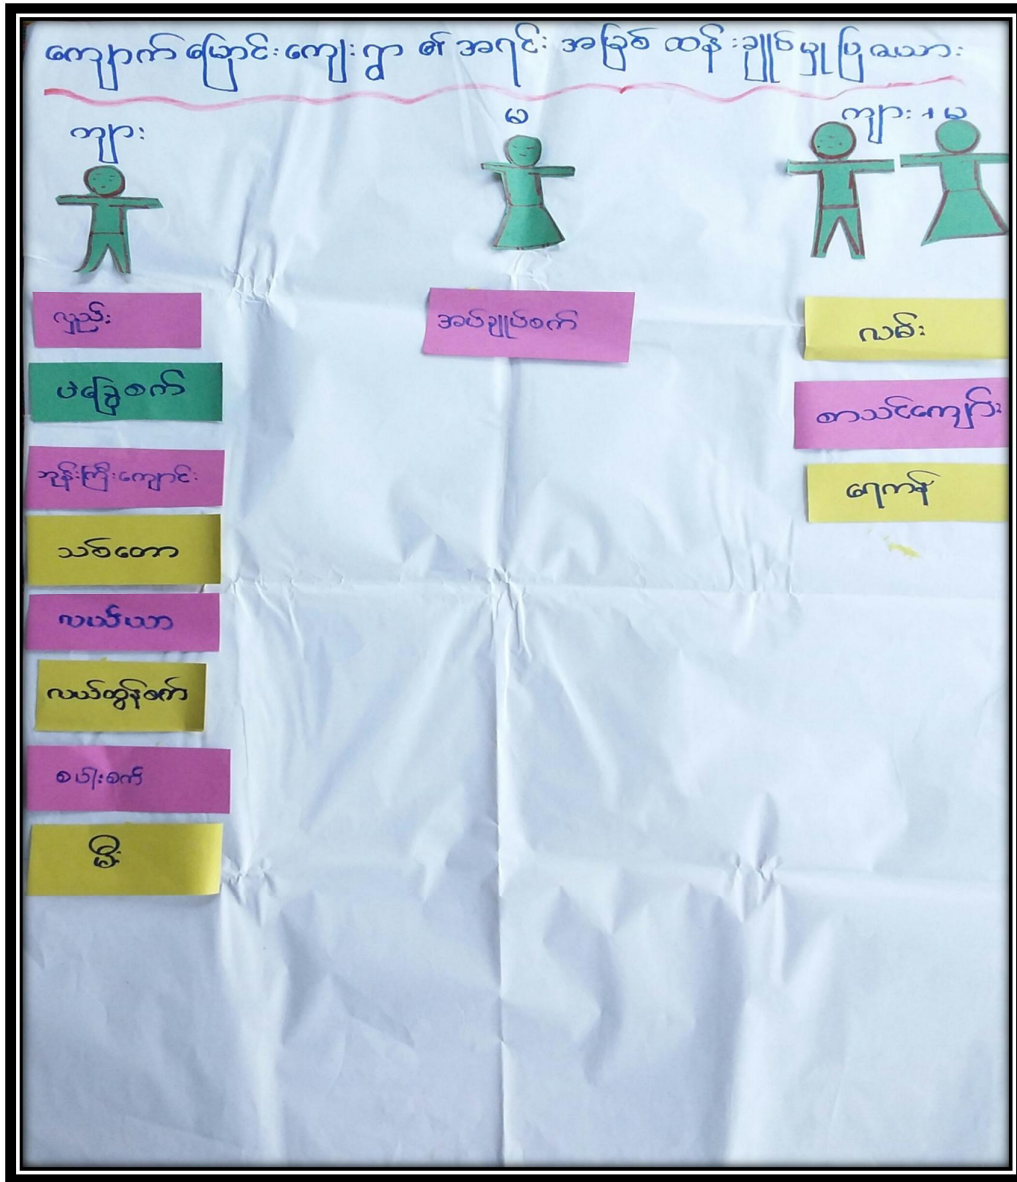 ကျောက်ပြောင်းကျေးရွာ ၏ အရင်း အမြစ် ထိန်းချုပ်မှု ပြဇယား
ကျား
မ
ကျား + မ
လှည်း
ပဲခြွေစက်
ဘုန်းကြီးကျောင်း
သစ်တော
လယ်ယာ
လယ်ထွန်စက်
စပါးစက်
မီး
အပ်ချုပ်စက်
လမ်း
စာသင်ကျောင်း
ရေကန်